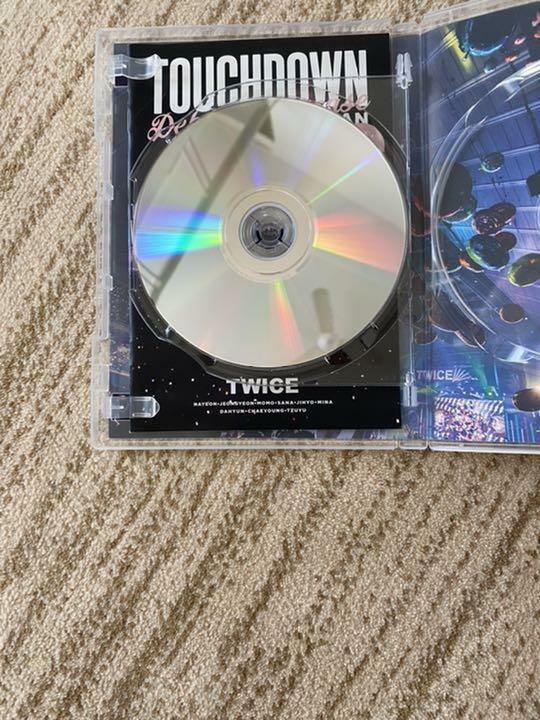 TOUCHDOWN
TWICE
NAYEON•JEONGYEON•MOMO•SANA•JIHYO•MINA
DAHYUN•CHAEYOUNG•TZUYU
TWICE